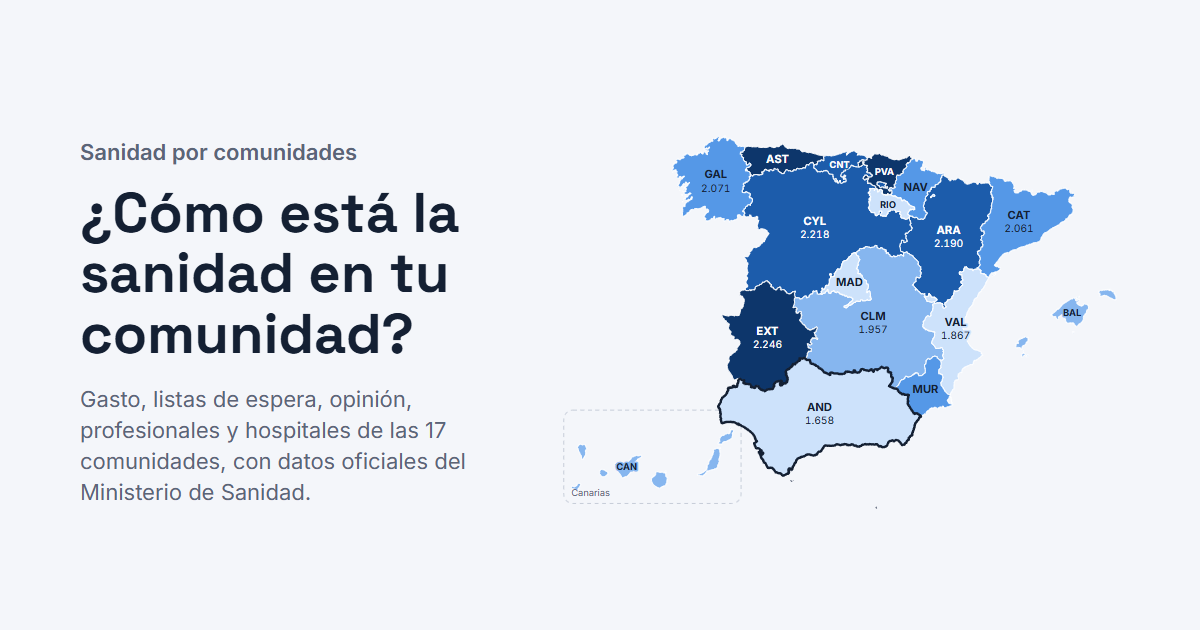 Sanidad por comunidades
¿Cómo está la
sanidad en tu
comunidad?
Gasto, listas de espera, opinión,
profesionales y hospitales de las 17
comunidades, con datos oficiales del
Ministerio de Sanidad.
GAL
2.071
AST
CNT
PVA
NAV
RIO
CYL
2.218
ARA
2.190
CAT
2.061
MAD
CLM
1.957
VAL
1.867
BAL
EXT
2.246
MUR
AND
1.658
CAN
Canarias